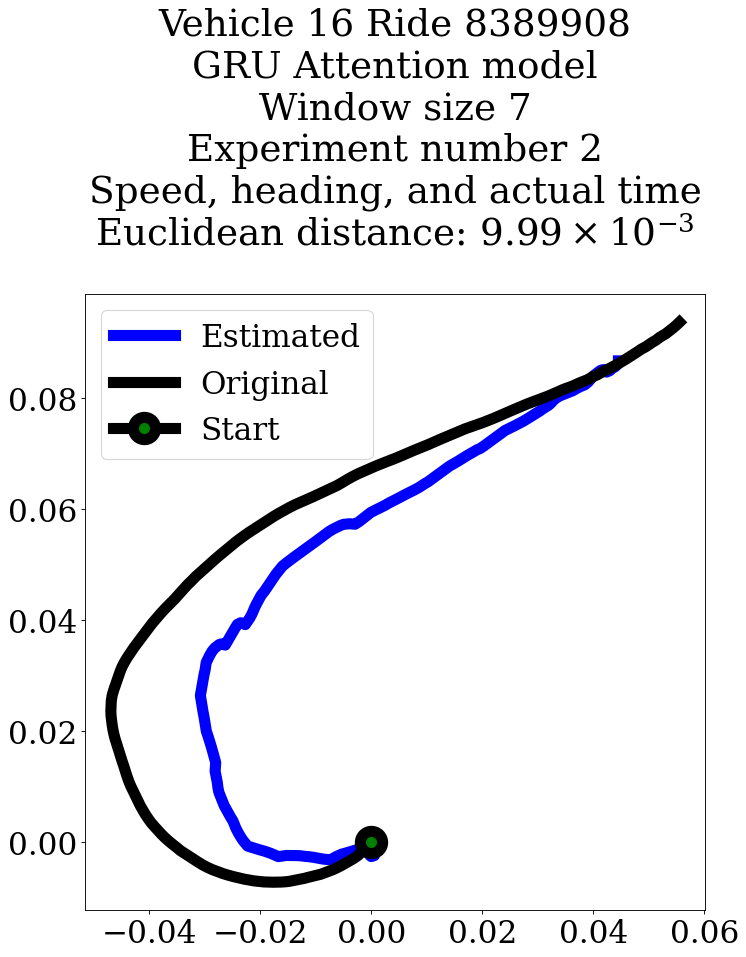 Vehicle 16 Ride 8389908
GRU Attention model
Window size 7
Experiment number 2
Speed, heading, and actual time
Euclidean distance: 9.99 × 10⁻³
Estimated
Original
Start
0.08
0.06
0.04
0.02
0.00
−0.04 −0.02 0.00 0.02 0.04 0.06